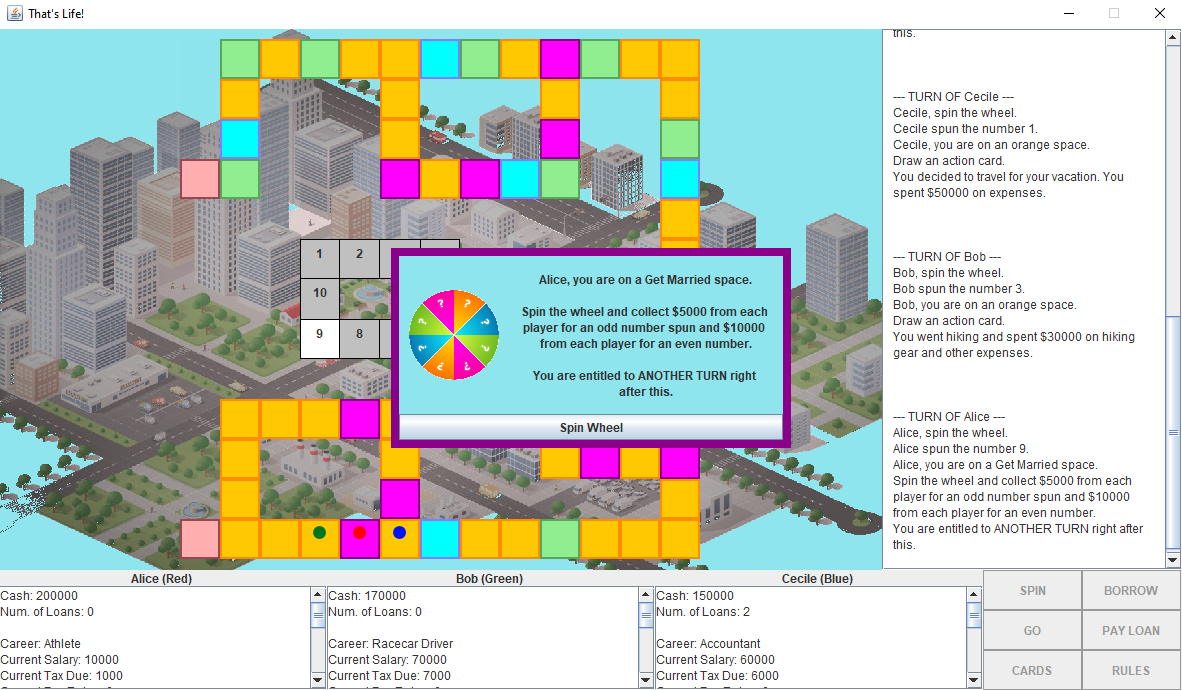 That's Life!
this.
--- TURN OF Cecile ---
Cecile, spin the wheel.
Cecile spun the number 1.
Cecile, you are on an orange space.
Draw an action card.
You decided to travel for your vacation. You
spent $50000 on expenses.
--- TURN OF Bob ---
Bob, spin the wheel.
Bob spun the number 3.
Bob, you are on an orange space.
Draw an action card.
You went hiking and spent $30000 on hiking
gear and other expenses.
--- TURN OF Alice ---
Alice, spin the wheel.
Alice spun the number 9.
Alice, you are on a Get Married space.
Spin the wheel and collect $5000 from each
player for an odd number spun and $10000
from each player for an even number.
You are entitled to ANOTHER TURN right after
this.
1 2
10
9 8
Alice, you are on a Get Married space.
Spin the wheel and collect $5000 from each
player for an odd number spun and $10000
from each player for an even number.
You are entitled to ANOTHER TURN right
after this.
? ? ? ? ? ? ? ?
Spin Wheel
Alice (Red)
Cash: 200000
Num. of Loans: 0
Career: Athlete
Current Salary: 10000
Current Tax Due: 1000
Bob (Green)
Cash: 170000
Num. of Loans: 0
Career: Racecar Driver
Current Salary: 70000
Current Tax Due: 7000
Cecile (Blue)
Cash: 150000
Num. of Loans: 2
Career: Accountant
Current Salary: 60000
Current Tax Due: 6000
SPIN BORROW
GO PAY LOAN
CARDS RULES